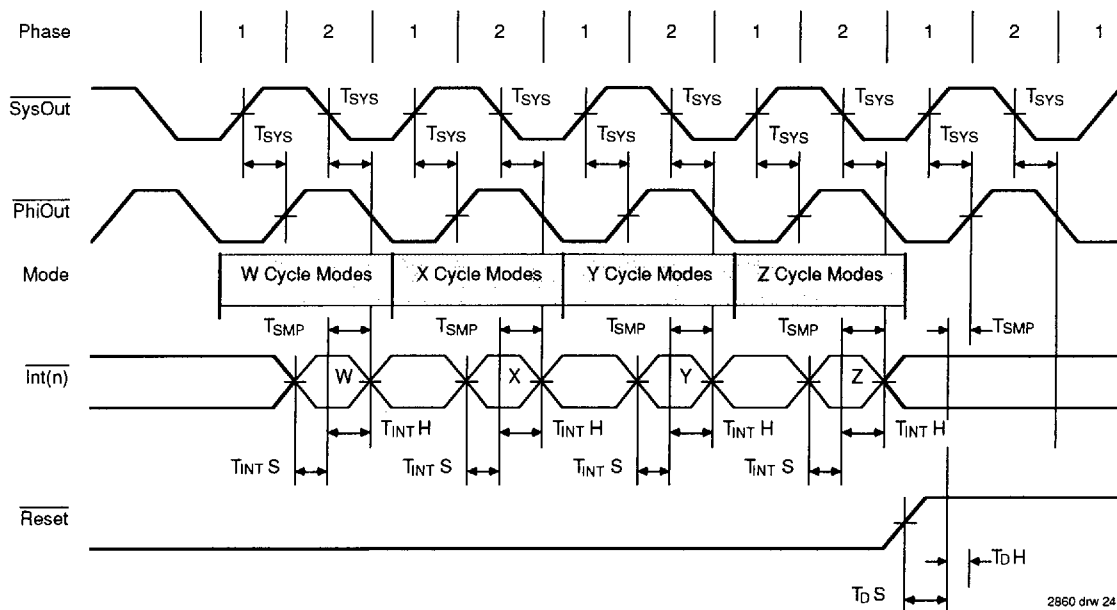 Phase 1 2 1 2 1 2 1 2 1 2 1
SysOut TSYS TSYS TSYS TSYS TSYS
TSYS TSYS TSYS TSYS TSYS
PhiOut
Mode W Cycle Modes X Cycle Modes Y Cycle Modes Z Cycle Modes
TSMP TSMP TSMP TSMP TSMP
Int(n) W X Y Z
TINT H TINT H TINT H TINT H
TINT S TINT S TINT S TINT S
Reset
TD H
TD S
2860 drw 24